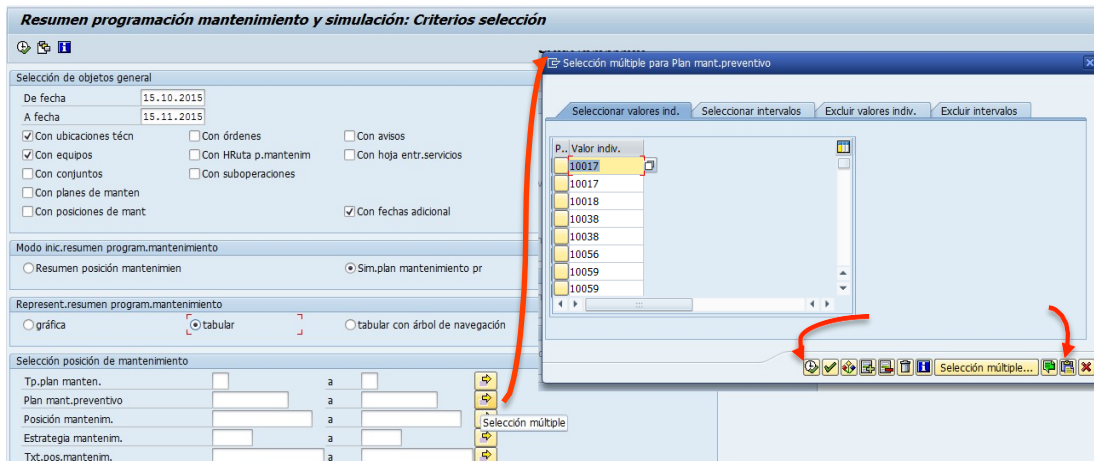 Resumen programación mantenimiento y simulación: Criterios selección
Selección de objetos general
De fecha 15.10.2015
A fecha 15.11.2015
Con ubicaciones técn Con órdenes Con avisos
Con equipos Con HRuta p.mantenim Con hoja entr.servicios
Con conjuntos Con suboperaciones
Con planes de manten
Con posiciones de mant Con fechas adicional
Modo inic.resumen program.mantenimiento
Resumen posición mantenimien Sim.plan mantenimiento pr
Represent.resumen program.mantenimiento
gráfica tabular tabular con árbol de navegación
Selección posición de mantenimiento
Tp.plan manten. a
Plan mant.preventivo a
Posición mantenim. a
Selección múltiple
Estrategia mantenim. a
Txt.pos.mantenim. a
Selección múltiple para Plan mant.preventivo
Seleccionar valores ind. Seleccionar intervalos Excluir valores indiv. Excluir intervalos
P.. Valor indiv.
10017
10017
10018
10038
10038
10056
10059
10059
Selección múltiple...